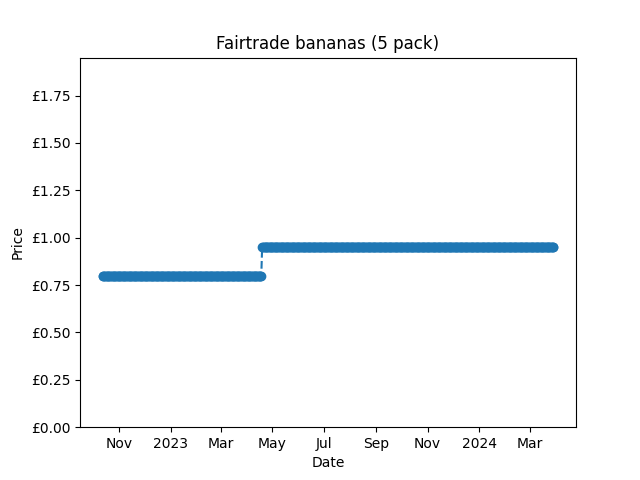 Fairtrade bananas (5 pack)
Price
£1.75
£1.50
£1.25
£1.00
£0.75
£0.50
£0.25
£0.00
Nov 2023 Mar May Jul Sep Nov 2024 Mar
Date